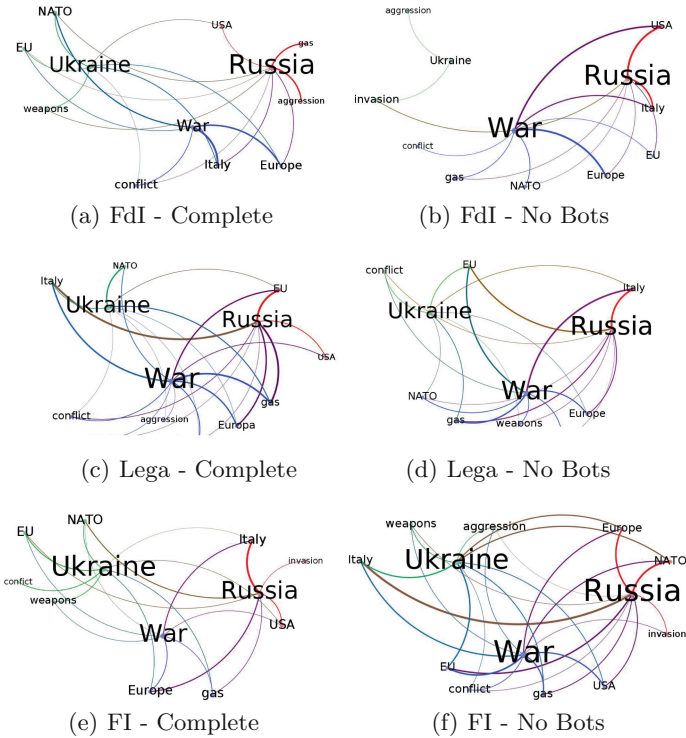 NATO
USA
EU
gas
Ukraine
Russia
weapons
aggression
War
Italy
Europe
conflict
(a) FdI - Complete
aggression
USA
Ukraine
Russia
invasion
Italy
War
conflict
EU
gas
Europe
NATO
(b) FdI - No Bots
NATO
Italy
EU
Ukraine
Russia
USA
War
gas
conflict
aggression
Europa
(c) Lega - Complete
EU
conflict
Italy
Ukraine
Russia
War
NATO
Europe
gas
weapons
(d) Lega - No Bots
NATO
EU
Italy
Ukraine
invasion
Russia
confict
weapons
USA
War
Europe
gas
(e) FI - Complete
weapons
aggression
Europe
Italy
Ukraine
NATO
Russia
invasion
War
EU
conflict
gas
USA
(f) FI - No Bots